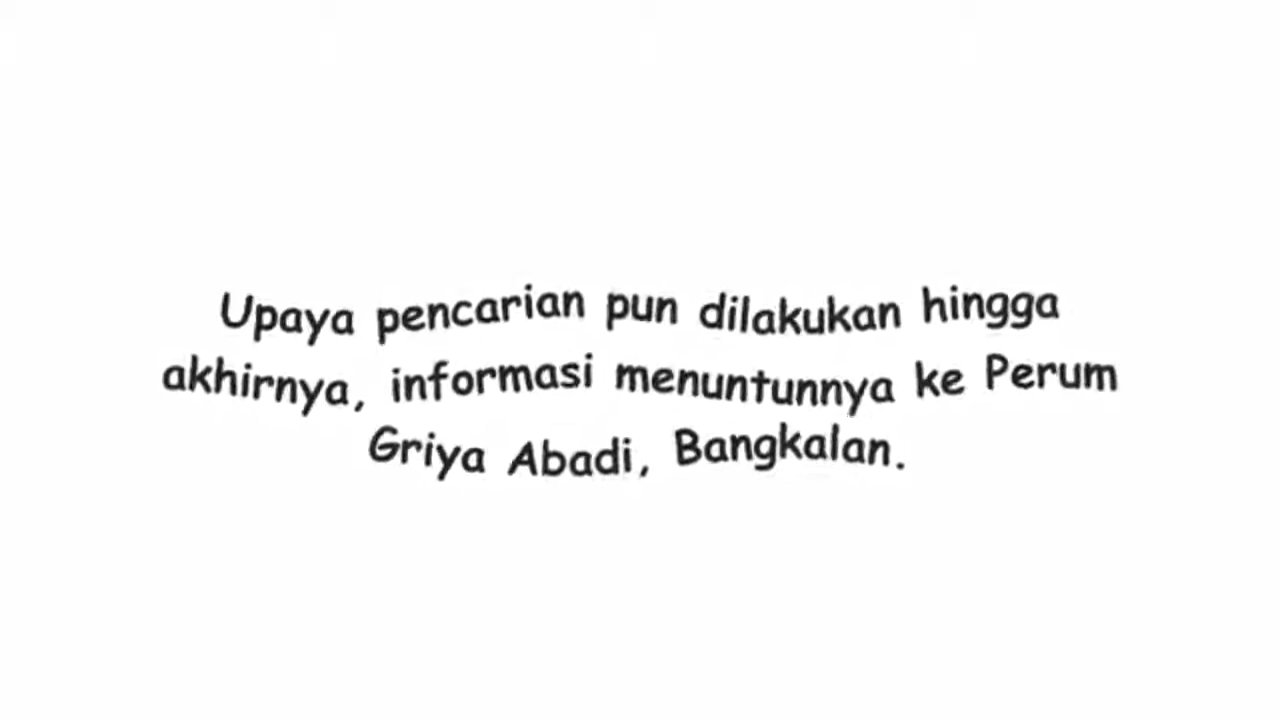 Upaya pencarian pun dilakukan hingga
akhirnya, informasi menuntunnya ke Perum
Griya Abadi, Bangkalan.